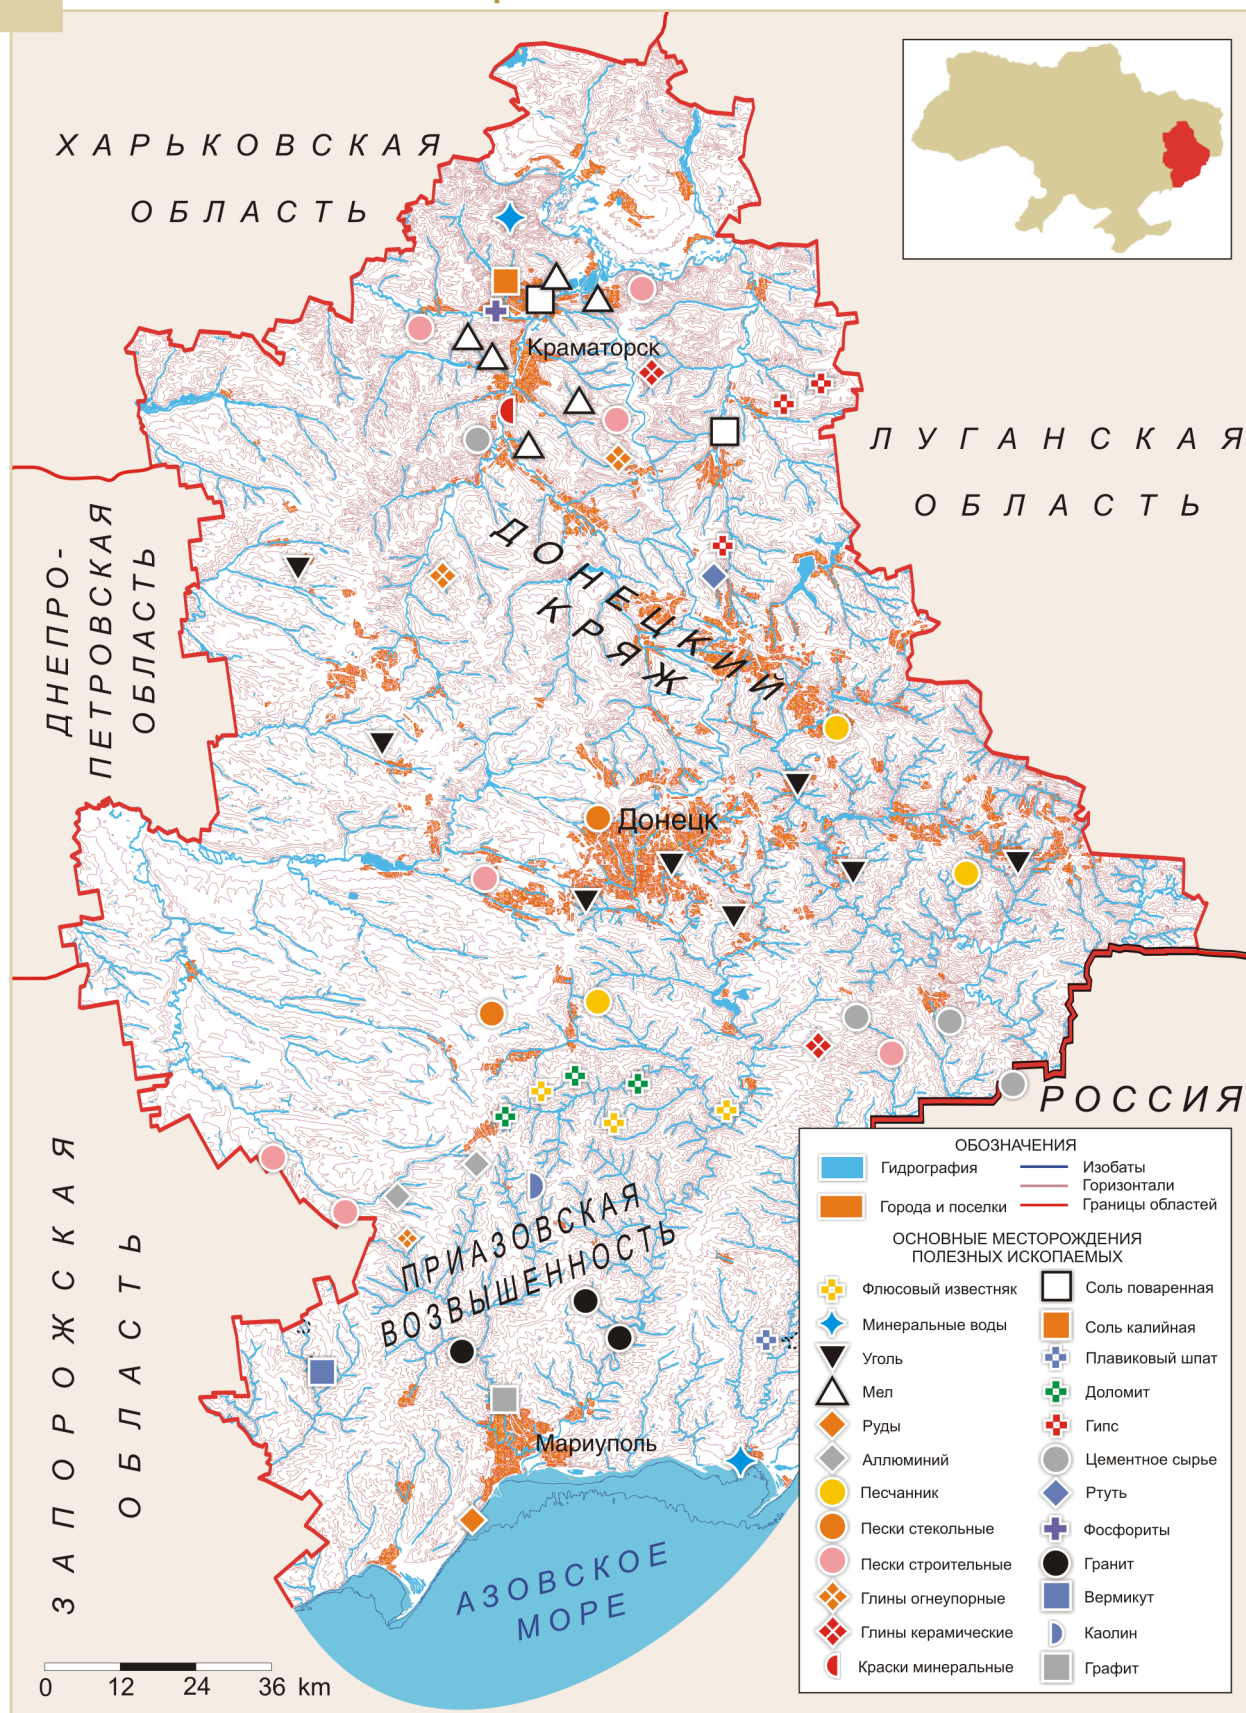 ХАРЬКОВСКАЯ
ОБЛАСТЬ
Краматорск
ЛУГАНСКАЯ
ОБЛАСТЬ
ДНЕПРО-
ПЕТРОВСКАЯ
ОБЛАСТЬ
ДОНЕЦКИЙ
КРЯЖ
Донецк
РОССИЯ
ЗАПОРОЖСКАЯ
ОБЛАСТЬ
ПРИАЗОВСКАЯ
ВОЗВЫШЕННОСТЬ
Мариуполь
АЗОВСКОЕ
МОРЕ
0 12 24 36 km
ОБОЗНАЧЕНИЯ
Гидрография
Города и поселки
Изобаты
Горизонтали
Границы областей
ОСНОВНЫЕ МЕСТОРОЖДЕНИЯ
ПОЛЕЗНЫХ ИСКОПАЕМЫХ
Флюсовый известняк
Минеральные воды
Уголь
Мел
Руды
Аллюминий
Песчанник
Пески стекольные
Пески строительные
Глины огнеупорные
Глины керамические
Краски минеральные
Соль поваренная
Соль калийная
Плавиковый шпат
Доломит
Гипс
Цементное сырье
Ртуть
Фосфориты
Гранит
Вермикут
Каолин
Графит